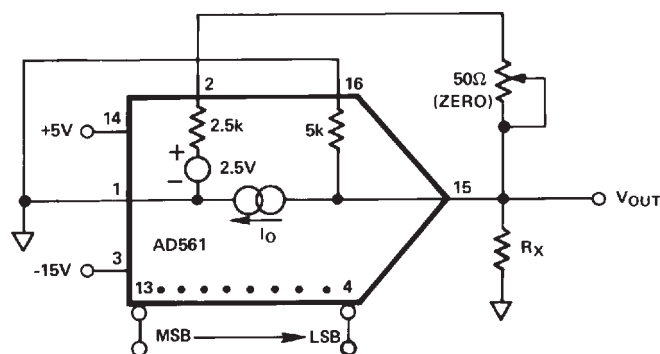 2
16
50Ω
(ZERO)
14
+5V
2.5k
5k
+
2.5V
–
1
15
VOUT
IO
AD561
RX
3
-15V
13
4
MSB
LSB